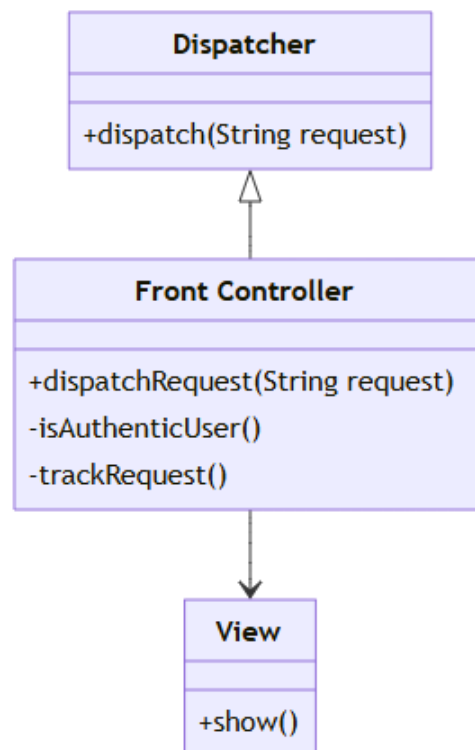 Dispatcher
+dispatch(String request)
Front Controller
+dispatchRequest(String request)
-isAuthenticUser()
-trackRequest()
View
+show()